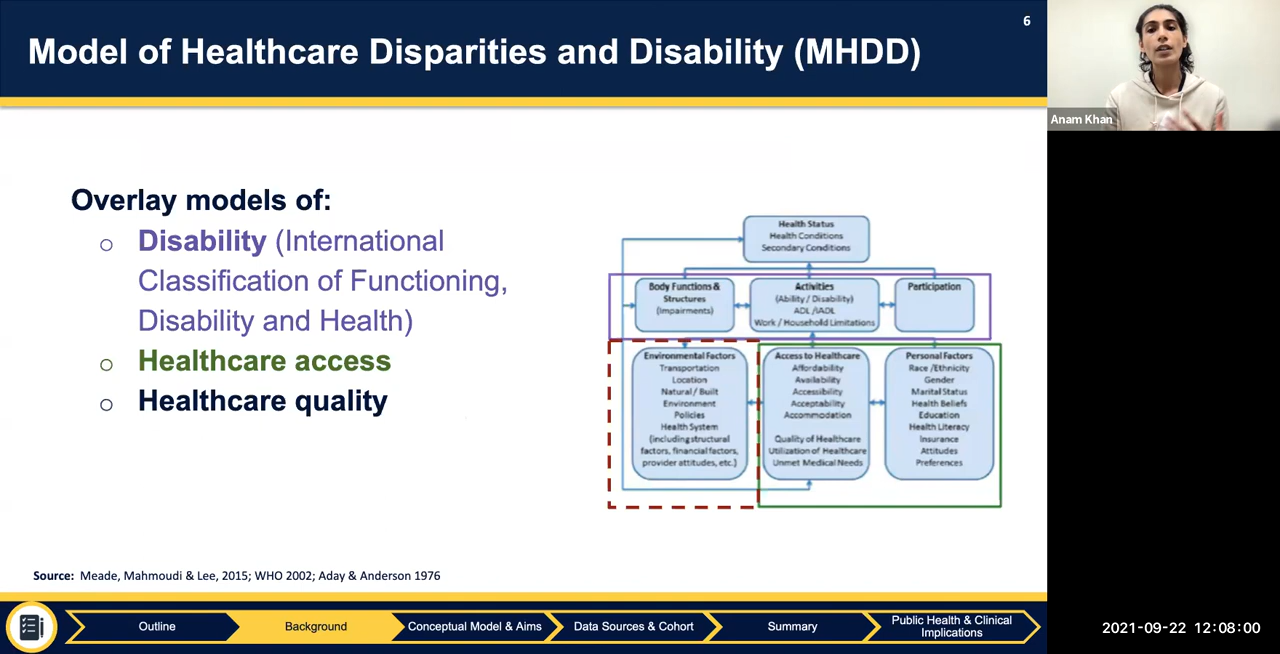 6
Model of Healthcare Disparities and Disability (MHDD)
Anam Khan
Overlay models of:
Disability (International
Classification of Functioning,
Disability and Health)
Healthcare access
Healthcare quality
Health Status
Health Conditions
Secondary Conditions
Body Functions &
Structures
(Impairments)
Activities
(Ability / Disability)
ADL /IADL
Work / Household Limitations
Participation
Environmental Factors
Transportation
Location
Natural / Built
Environment
Policies
Health System
(including structural
factors, financial factors,
provider attitudes, etc.)
Access to Healthcare
Affordability
Availability
Accessibility
Acceptability
Accommodation
Quality of Healthcare
Utilization of Healthcare
Unmet Medical Needs
Personal Factors
Race /Ethnicity
Gender
Marital Status
Health Beliefs
Education
Health Literacy
Insurance
Attitudes
Preferences
Source: Meade, Mahmoudi & Lee, 2015; WHO 2002; Aday & Anderson 1976
Outline
Background
Conceptual Model & Aims
Data Sources & Cohort
Summary
Public Health & Clinical
Implications
2021-09-22 12:08:00